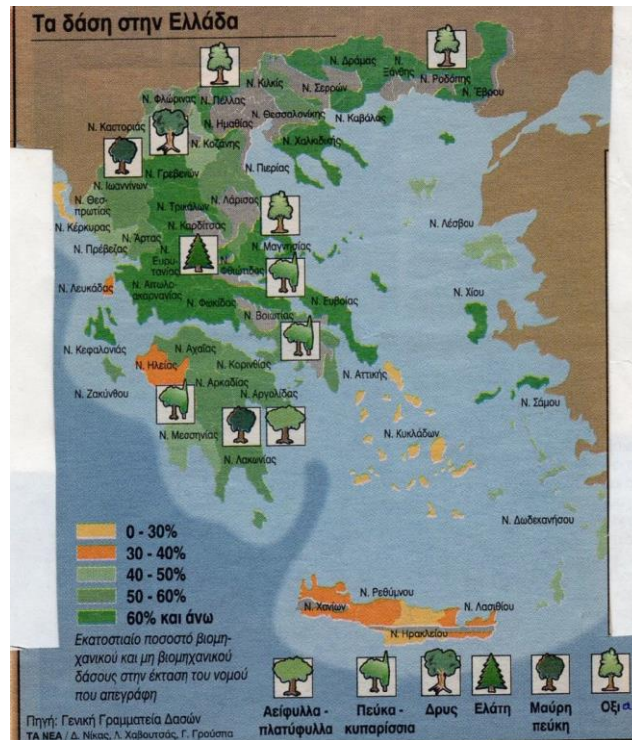 Τα δάση στην Ελλάδα
Ν. Δράμας
Ν. Ξάνθης
Ν. Ροδόπης
Ν. Έβρου
Ν. Κιλκίς
Ν. Σερρών
Ν. Φλώρινας
Ν. Πέλλας
Ν. Θεσσαλονίκης
Ν. Καβάλας
Ν. Καστοριάς
Ν. Ημαθίας
Ν. Κοζάνης
Ν. Χαλκιδικής
Ν. Πιερίας
Ν. Ιωαννίνων
Ν. Γρεβενών
Ν. Θεσ-
πρωτίας
Ν. Τρικάλων
Ν. Λάρισας
Ν. Κέρκυρας
Ν. Καρδίτσας
Ν. Λέσβου
Ν. Πρέβεζας
Ν. Άρτας
Ν. Μαγνησίας
Ν.
Ευρυ-
τανίας
Ν.
Φθιώτιδας
Ν. Λευκάδας
Ν. Αιτωλο-
ακαρνανίας
Ν. Φωκίδας
Ν. Ευβοίας
Ν. Χίου
Ν. Βοιωτίας
Ν. Κεφαλονιάς
Ν. Αχαΐας
Ν. Ηλείας
Ν. Κορινθίας
Ν. Αττικής
Ν. Ζακύνθου
Ν. Αρκαδίας
Ν. Αργολίδας
Ν. Σάμου
Ν. Μεσσηνίας
Ν. Κυκλάδων
Ν. Λακωνίας
Ν. Δωδεκανήσου
0 - 30%
30 - 40%
40 - 50%
50 - 60%
60% και άνω
Εκατοστιαίο ποσοστό βιομη-
χανικού και μη βιομηχανικού
δάσους στην έκταση του νομού
που απεγράφη
Πηγή: Γενική Γραμματεία Δασών
ΤΑ ΝΕΑ / Δ. Νίκας, Λ. Χαβουτσάς, Γ. Γρούσπα
Ν. Χανίων
Ν. Ρεθύμνου
Ν. Ηρακλείου
Ν. Λασιθίου
Αείφυλλα -
πλατύφυλλα
Πεύκα -
κυπαρίσσια
Δρυς
Ελάτη
Μαύρη
πεύκη
Οξια